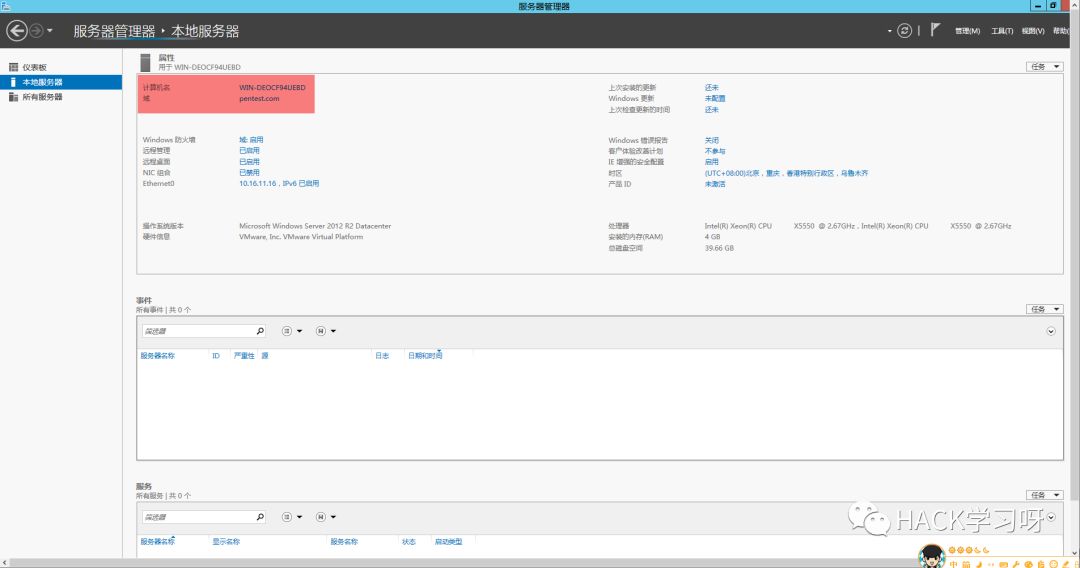 服务器管理器
服务器管理器 · 本地服务器
管理(M) 工具(T) 视图(V) 帮助(
仪表板
本地服务器
所有服务器
属性
用于 WIN-DEOCF94UEBD
任务
计算机名 WIN-DEOCF94UEBD
域 pentest.com
上次安装的更新 还未
Windows 更新 未配置
上次检查更新的时间 还未
Windows 防火墙 域: 启用
远程管理 已启用
远程桌面 已启用
NIC 组合 已禁用
Ethernet0 10.16.11.16，IPv6 已启用
Windows 错误报告 关闭
客户体验改善计划 不参与
IE 增强的安全配置 启用
时区 (UTC+08:00)北京，重庆，香港特别行政区，乌鲁木齐
产品 ID 未激活
操作系统版本 Microsoft Windows Server 2012 R2 Datacenter
硬件信息 VMware, Inc. VMware Virtual Platform
处理器 Intel(R) Xeon(R) CPU X5550 @ 2.67GHz , Intel(R) Xeon(R) CPU X5550 @ 2.67GHz
安装的内存(RAM) 4 GB
总磁盘空间 39.66 GB
事件
所有事件 | 共 0 个
任务
筛选器
服务器名称 ID 严重性 源 日志 日期和时间
服务
所有服务 | 共 0 个
任务
筛选器
服务器名称 显示名称 服务名称 状态 启动类型
HACK学习呀
中 简